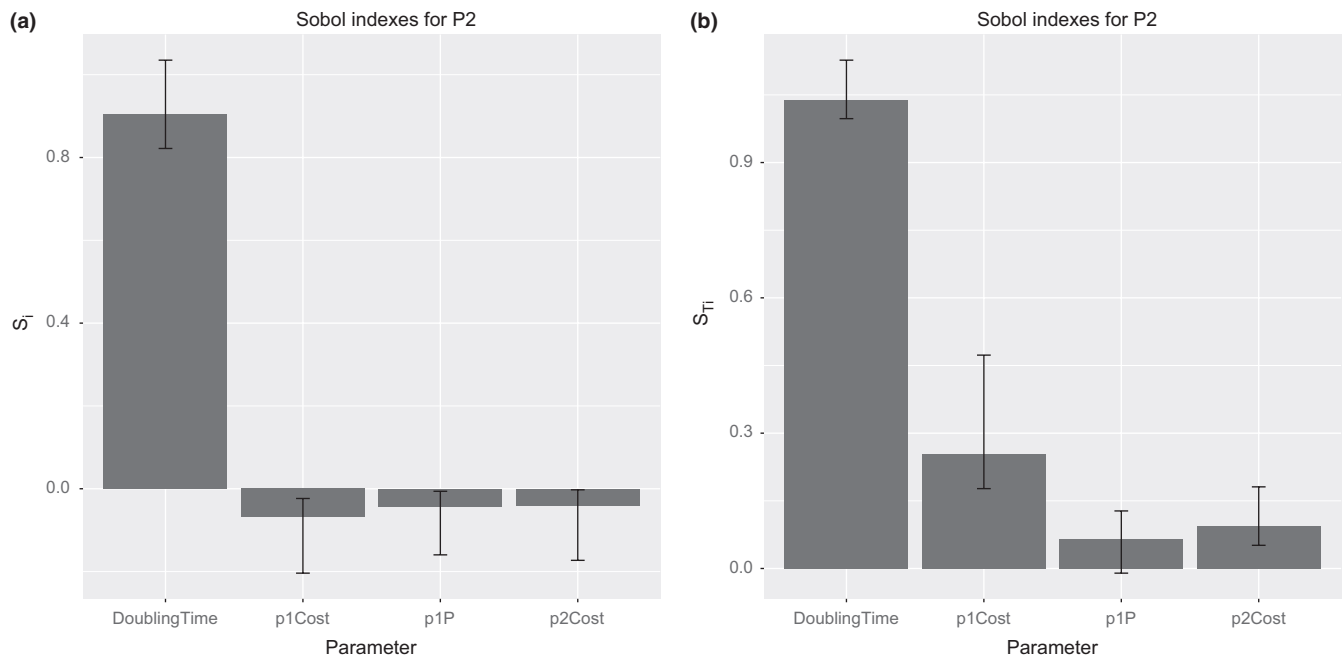 (a)
Sobol indexes for P2
0.8
0.4
0.0
Si
DoublingTime p1Cost p1P p2Cost
Parameter
(b)
Sobol indexes for P2
0.9
0.6
0.3
0.0
STi
DoublingTime p1Cost p1P p2Cost
Parameter